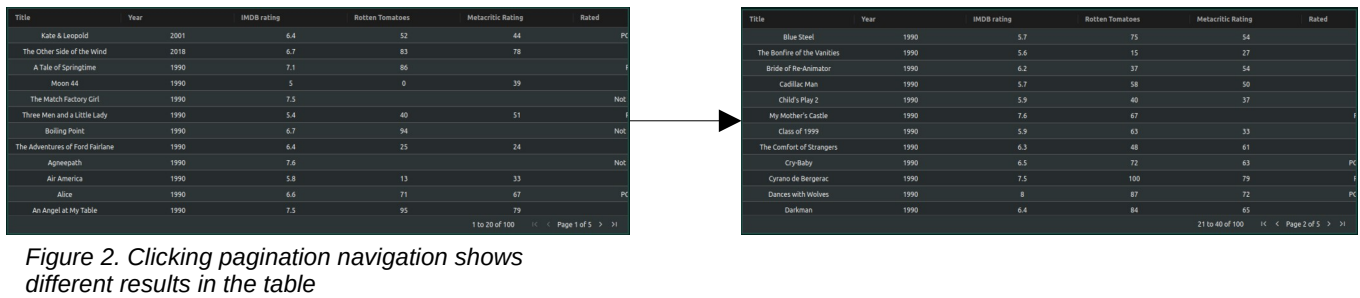 Title Year IMDB rating Rotten Tomatoes Metacritic Rating Rated
Kate & Leopold 2001 6.4 52 44 PG
The Other Side of the Wind 2018 6.7 83 78
A Tale of Springtime 1990 7.1 86
Moon 44 1990 5 0 39
The Match Factory Girl 1990 7.5 Not
Three Men and a Little Lady 1990 5.4 40 51
Boiling Point 1990 6.7 94 Not
The Adventures of Ford Fairlane 1990 6.4 25 24
Agneepath 1990 7.6 Not
Air America 1990 5.8 13 33
Alice 1990 6.6 71 67 PG
An Angel at My Table 1990 7.5 95 79
1 to 20 of 100 Page 1 of 5
Title Year IMDB rating Rotten Tomatoes Metacritic Rating Rated
Blue Steel 1990 5.7 75 54
The Bonfire of the Vanities 1990 5.6 15 27
Bride of Re-Animator 1990 6.2 37 54
Cadillac Man 1990 5.7 58 50
Child's Play 2 1990 5.9 40 37
My Mother's Castle 1990 7.6 67
Class of 1999 1990 5.9 63 33
The Comfort of Strangers 1990 6.3 48 61
Cry-Baby 1990 6.5 72 63 PG
Cyrano de Bergerac 1990 7.5 100 79
Dances with Wolves 1990 8 87 72 PG
Darkman 1990 6.4 84 65
21 to 40 of 100 Page 2 of 5
Figure 2. Clicking pagination navigation shows
different results in the table